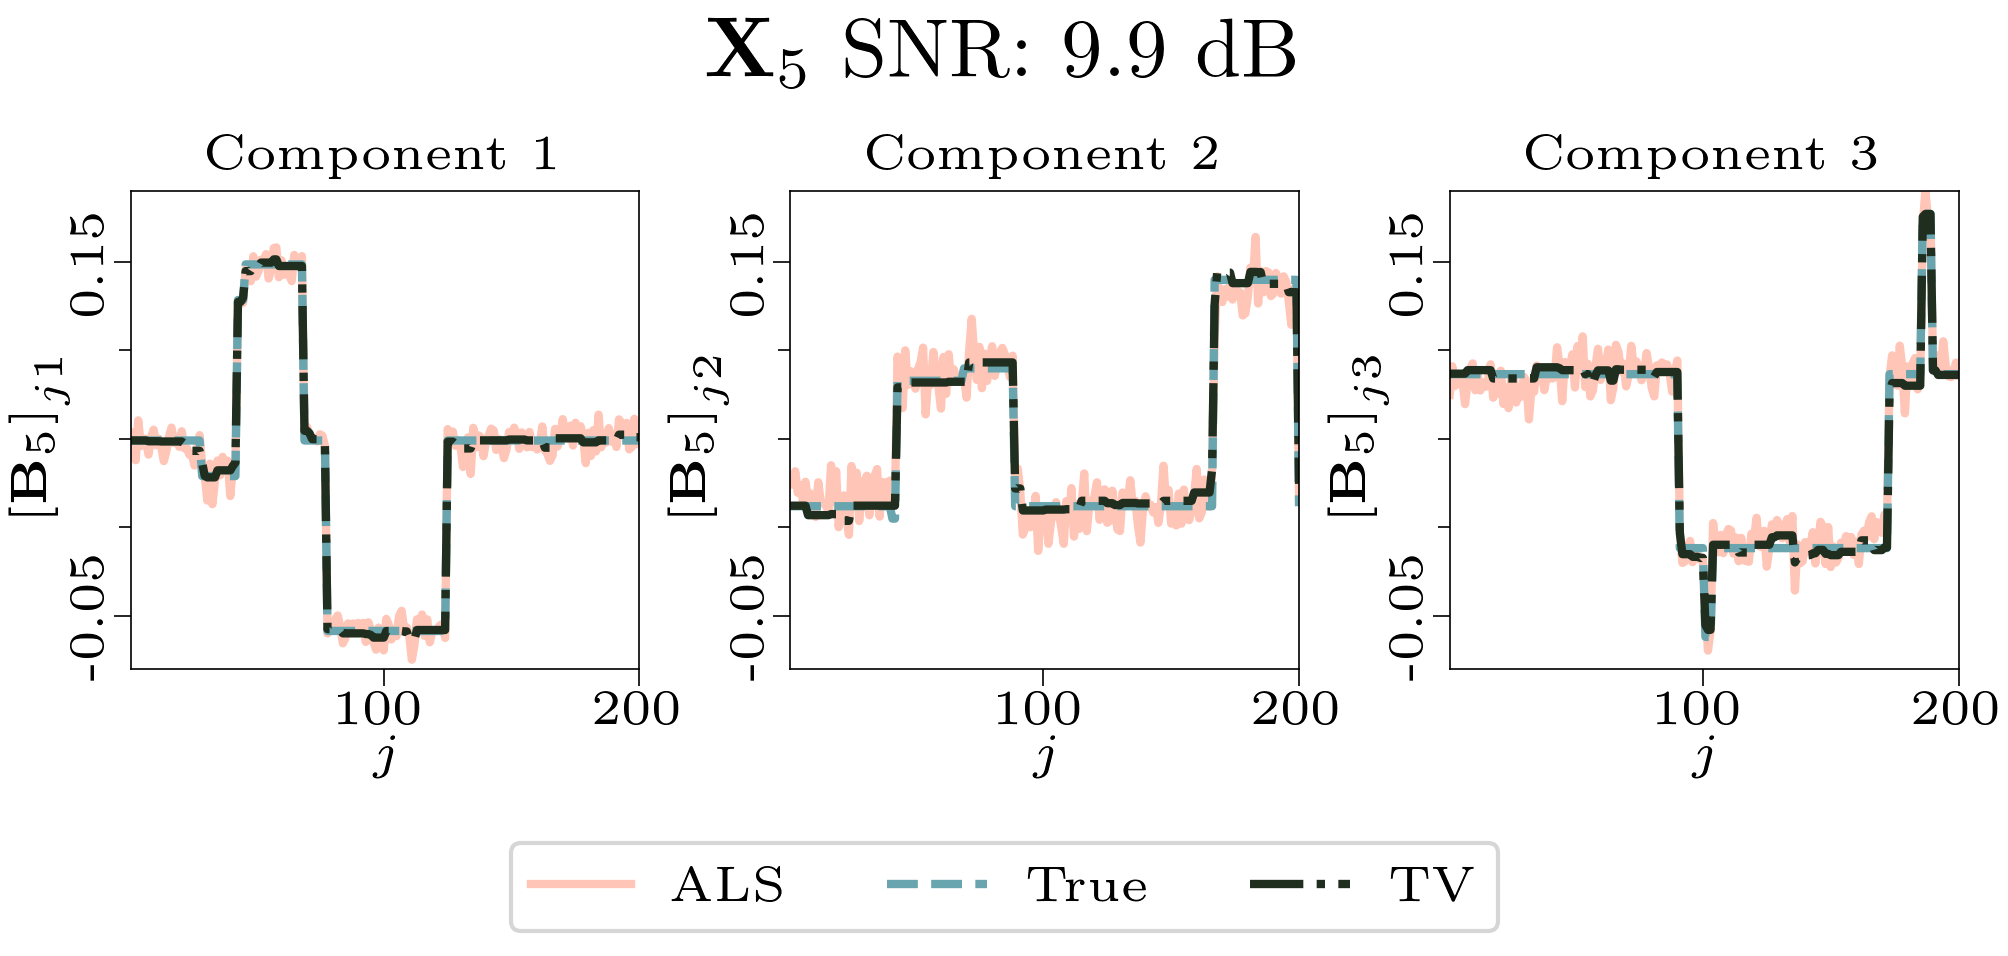 X5 SNR: 9.9 dB
Component 1
Component 2
Component 3
0.15
-0.05
[B5]j1
100
200
j
0.15
-0.05
[B5]j2
100
200
j
0.15
-0.05
[B5]j3
100
200
j
ALS
True
TV